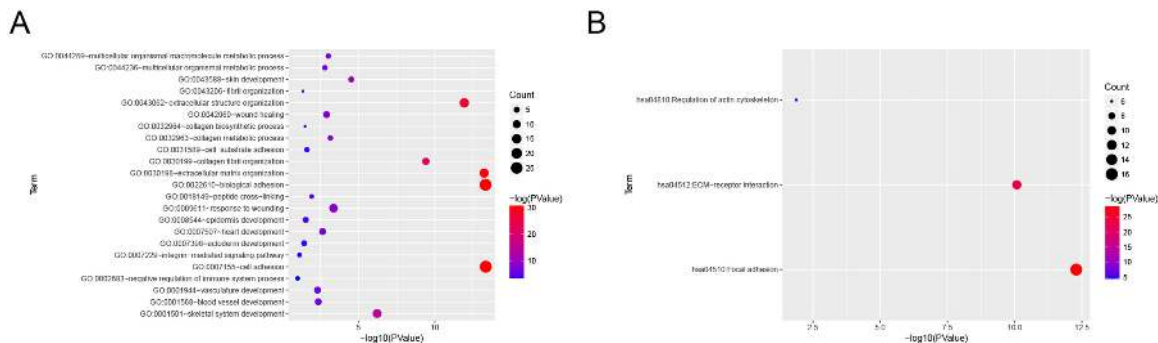 A
B
GO:0044259~multicellular organismal macromolecule metabolic process
GO:0044236~multicellular organismal metabolic process
GO:0043588~skin development
GO:0043206~fibril organization
GO:0043062~extracellular structure organization
GO:0042060~wound healing
GO:0032964~collagen biosynthetic process
GO:0032963~collagen metabolic process
GO:0031589~cell-substrate adhesion
GO:0030199~collagen fibril organization
GO:0030198~extracellular matrix organization
GO:0022610~biological adhesion
GO:0018149~peptide cross-linking
GO:0009611~response to wounding
GO:0008544~epidermis development
GO:0007507~heart development
GO:0007398~ectoderm development
GO:0007229~integrin-mediated signaling pathway
GO:0007155~cell adhesion
GO:0002683~negative regulation of immune system process
GO:0001944~vasculature development
GO:0001568~blood vessel development
GO:0001501~skeletal system development
Term
5
10
−log10(PValue)
Count
5
10
15
20
25
−log(PValue)
30
20
10
hsa04810:Regulation of actin cytoskeleton
hsa04512:ECM-receptor interaction
hsa04510:Focal adhesion
Term
2.5
5.0
7.5
10.0
12.5
−log10(PValue)
Count
6
8
10
12
14
16
−log(PValue)
25
20
15
10
5